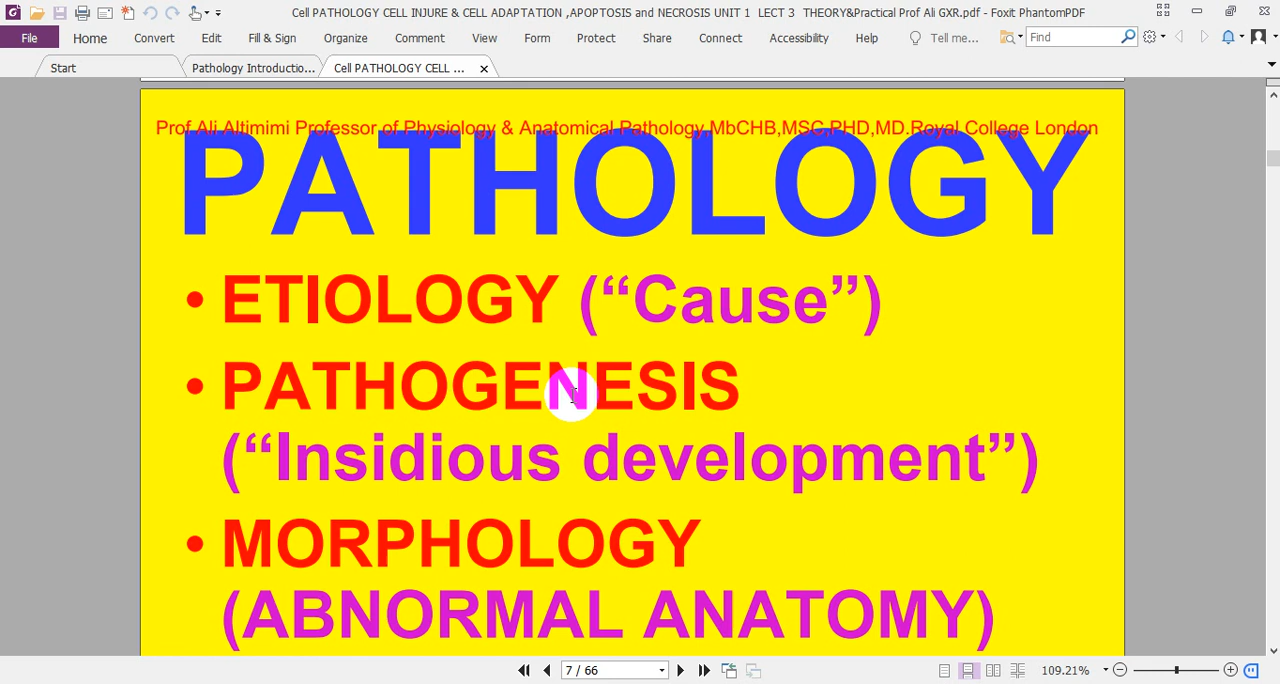 Cell PATHOLOGY CELL INJURE & CELL ADAPTATION ,APOPTOSIS and NECROSIS UNIT 1 LECT 3 THEORY&Practical Prof Ali GXR.pdf - Foxit PhantomPDF
File Home Convert Edit Fill & Sign Organize Comment View Form Protect Share Connect Accessibility Help Tell me... Find
Start Pathology Introductio... Cell PATHOLOGY CELL ...
Prof.Ali Altimimi Professor of Physiology & Anatomical Pathology,MbCHB,MSC,PHD,MD.Royal College London
PATHOLOGY
• ETIOLOGY (“Cause”)
• PATHOGENESIS
(“Insidious development”)
• MORPHOLOGY
(ABNORMAL ANATOMY)
7 / 66 109.21%